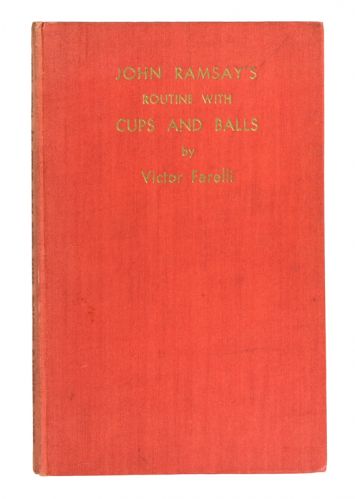 JOHN RAMSAY'S
ROUTINE WITH
CUPS AND BALLS
by
Victor Farelli